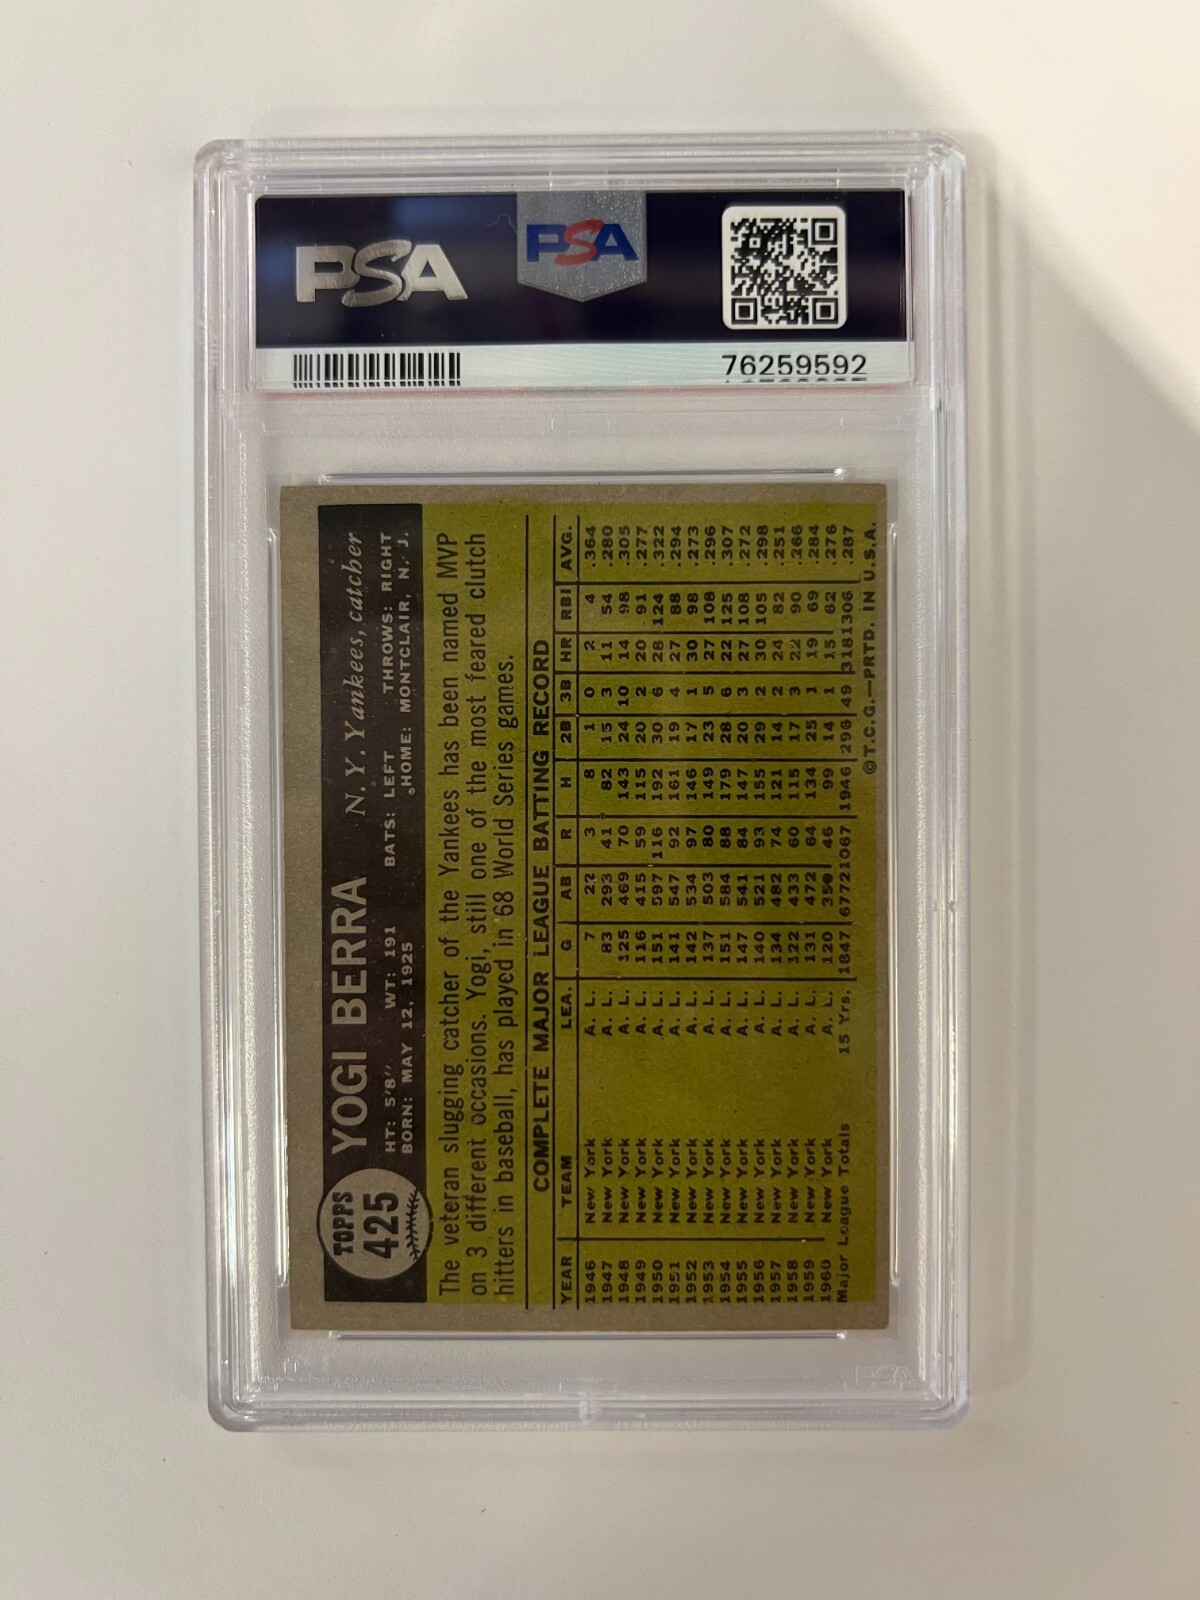 PSA
PSA
76259592
TOPPS
425
YOGI BERRA N. Y. Yankees, catcher
HT: 5'8" WT: 191 BATS: LEFT THROWS: RIGHT
BORN: MAY 12, 1925 HOME: MONTCLAIR, N. J.
The veteran slugging catcher of the Yankees has been named MVP
on 3 different occasions. Yogi, still one of the most feared clutch
hitters in baseball, has played in '68 World Series games.
COMPLETE MAJOR LEAGUE BATTING RECORD
YEAR TEAM LEA. G AB R H 2B 3B HR RBI AVG.
1946 New York A. L. 7 22 3 8 1 0 2 4 .364
1947 New York A. L. 83 293 41 82 15 3 11 54 .280
1948 New York A. L. 125 469 70 143 24 10 14 98 .305
1949 New York A. L. 116 415 59 115 20 2 20 91 .277
1950 New York A. L. 151 597 116 192 30 6 28 124 .322
1951 New York A. L. 141 547 92 161 19 4 27 88 .294
1952 New York A. L. 142 534 97 146 17 1 30 98 .273
1953 New York A. L. 137 503 80 149 23 5 27 108 .296
1954 New York A. L. 151 584 88 179 28 6 22 125 .307
1955 New York A. L. 147 541 84 147 20 3 27 108 .272
1956 New York A. L. 140 521 93 155 29 2 30 105 .298
1957 New York A. L. 134 482 74 121 14 2 24 82 .251
1958 New York A. L. 122 433 60 115 17 3 22 90 .266
1959 New York A. L. 131 472 64 134 25 1 19 69 .284
1960 New York A. L. 120 359 46 99 14 1 15 62 .276
Major League Totals 15 Yrs. 1847 6772 1067 1946 296 49 318 1306 .287
©T.C.G.—PRTD. IN U.S.A.
PSA